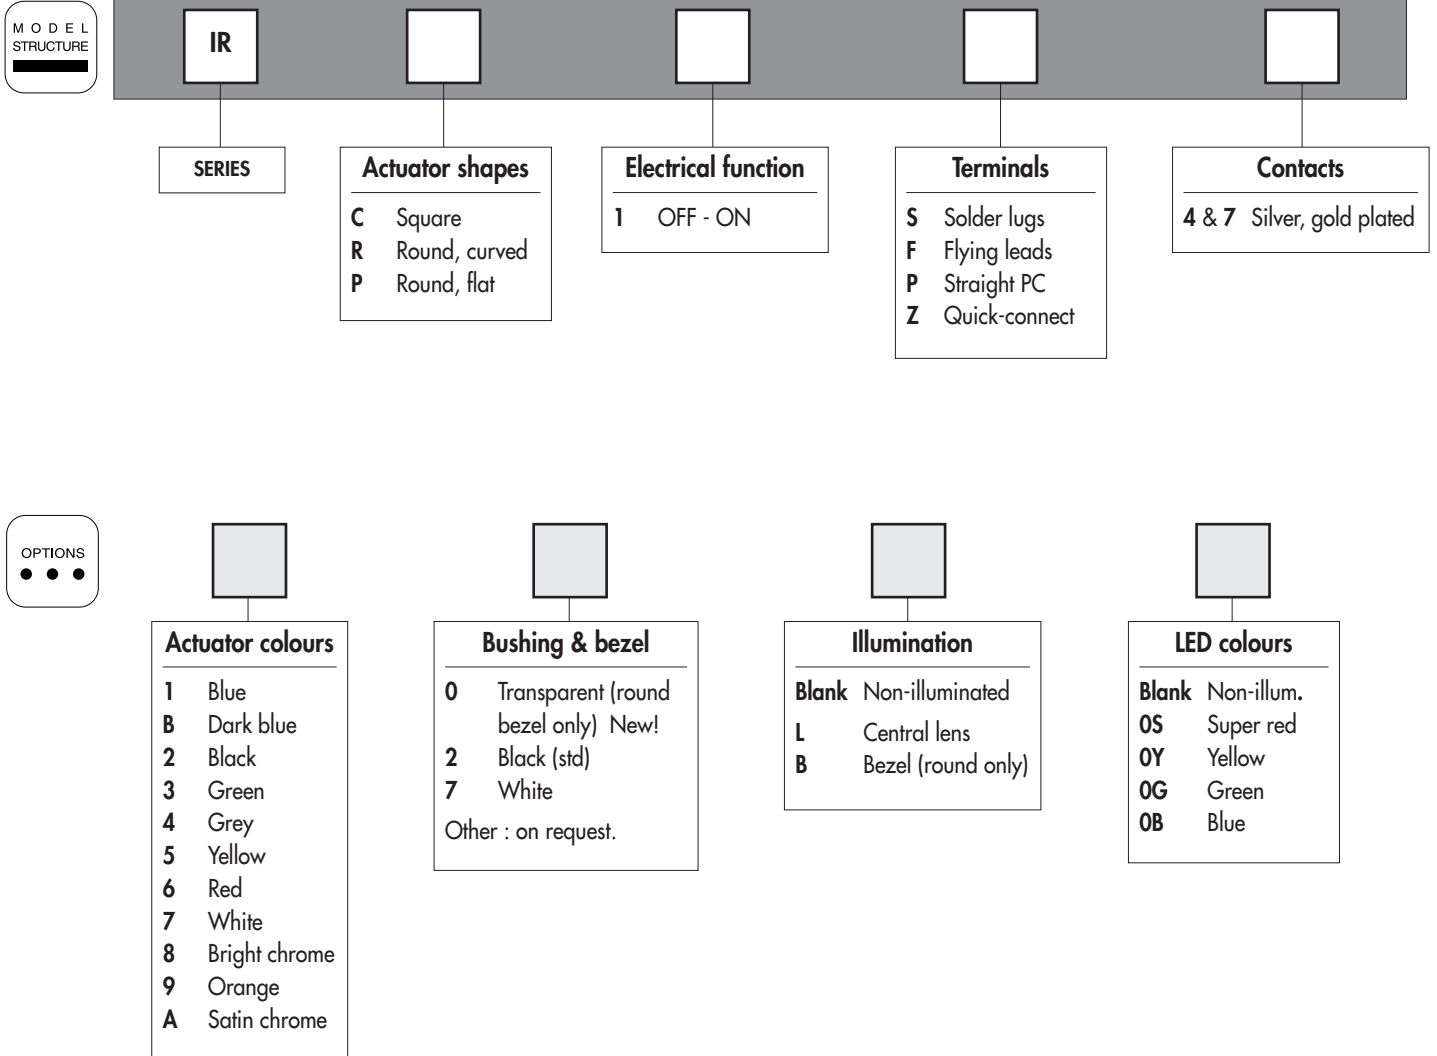 MODEL
STRUCTURE
IR
SERIES
Actuator shapes
C Square
R Round, curved
P Round, flat
Electrical function
1 OFF - ON
Terminals
S Solder lugs
F Flying leads
P Straight PC
Z Quick-connect
Contacts
4 & 7 Silver, gold plated
OPTIONS
Actuator colours
1 Blue
B Dark blue
2 Black
3 Green
4 Grey
5 Yellow
6 Red
7 White
8 Bright chrome
9 Orange
A Satin chrome
Bushing & bezel
0 Transparent (round
bezel only) New!
2 Black (std)
7 White
Other : on request.
Illumination
Blank Non-illuminated
L Central lens
B Bezel (round only)
LED colours
Blank Non-illum.
0S Super red
0Y Yellow
0G Green
0B Blue